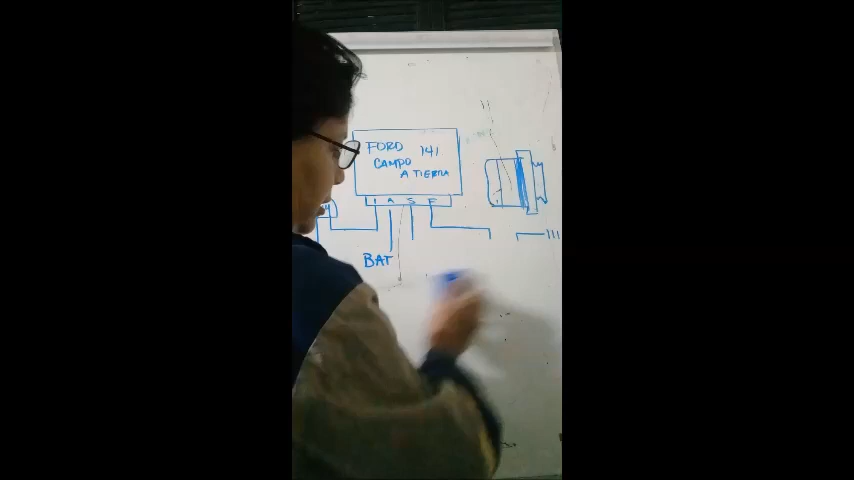 FORD 141
CAMPO
A TIERRA
I A S F
BAT